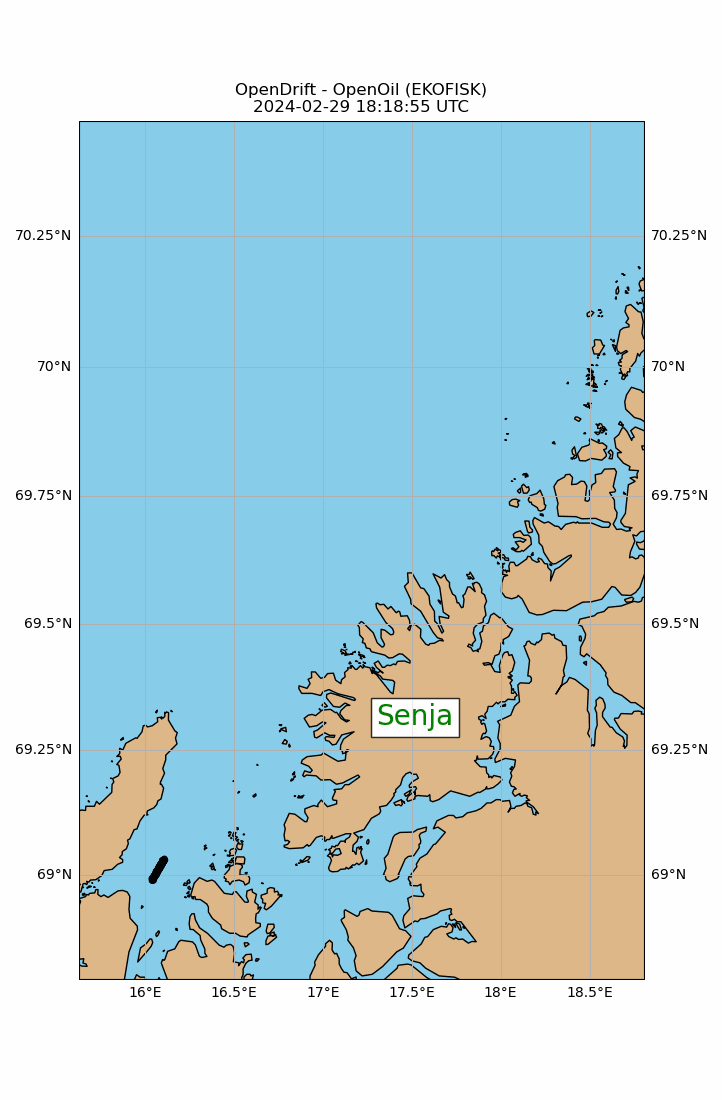 OpenDrift - OpenOil (EKOFISK)
2024-02-29 18:18:55 UTC
70.25°N 70.25°N
70°N 70°N
69.75°N 69.75°N
69.5°N 69.5°N
Senja
69.25°N 69.25°N
69°N 69°N
16°E 16.5°E 17°E 17.5°E 18°E 18.5°E